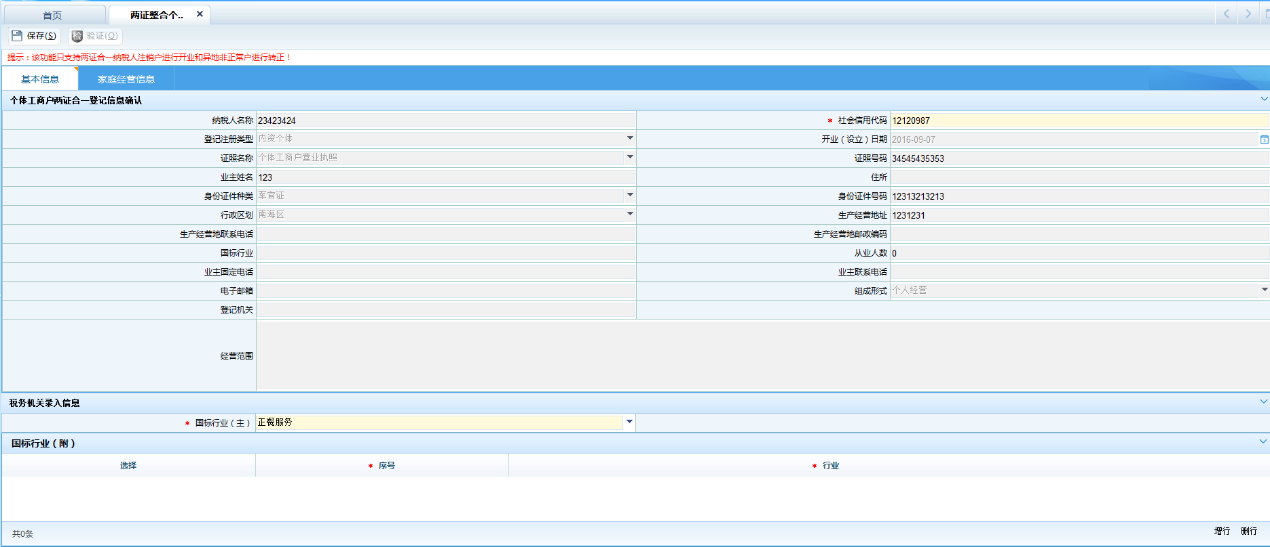 首页 两证整合个..
保存(S) 验证(O)
提示：该功能只支持两证合一纳税人注销户进行开业和异地非正常户进行转正！
基本信息 家庭经营信息
个体工商户两证合一登记信息确认
纳税人名称 23423424 * 社会信用代码 12120987
登记注册类型 内资个体 开业（设立）日期 2016-09-07
证照名称 个体工商户营业执照 证照号码 34545435353
业主姓名 123 住所
身份证件种类 军官证 身份证件号码 12313213213
行政区划 南海区 生产经营地址 1231231
生产经营地联系电话 生产经营地邮政编码
国标行业 从业人数 0
业主固定电话 业主联系电话
电子邮箱 组成形式 个人经营
登记机关
经营范围
税务机关录入信息
* 国标行业（主） 正餐服务
国标行业（附）
选择 * 序号 * 行业
共0条 增行 删行